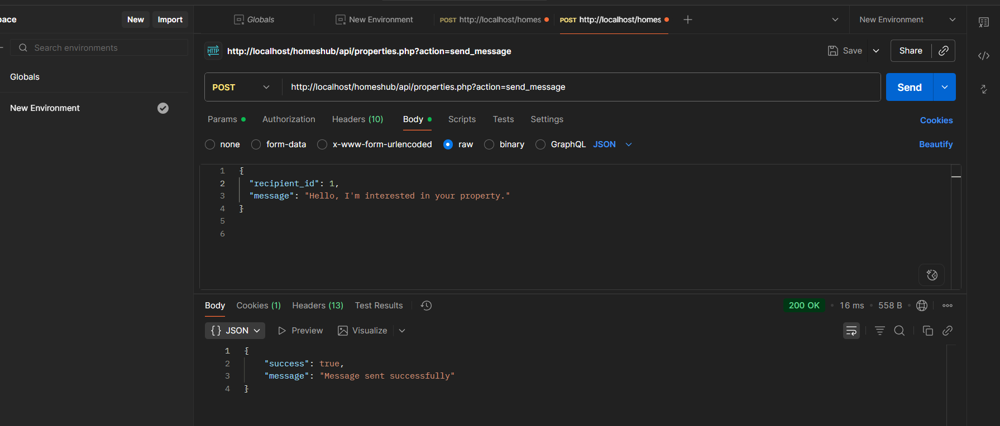 pace
New
Import
Search environments
Globals
New Environment
Globals
New Environment
POST http://localhost/homes
POST http://localhost/homes
New Environment
HTTP http://localhost/homeshub/api/properties.php?action=send_message
Save
Share
POST
http://localhost/homeshub/api/properties.php?action=send_message
Send
Params
Authorization
Headers (10)
Body
Scripts
Tests
Settings
Cookies
none
form-data
x-www-form-urlencoded
raw
binary
GraphQL
JSON
Beautify
1 {
2 "recipient_id": 1,
3 "message": "Hello, I'm interested in your property."
4 }
5
6
Body
Cookies (1)
Headers (13)
Test Results
200 OK • 16 ms • 558 B
{} JSON
Preview
Visualize
1 {
2 "success": true,
3 "message": "Message sent successfully"
4 }